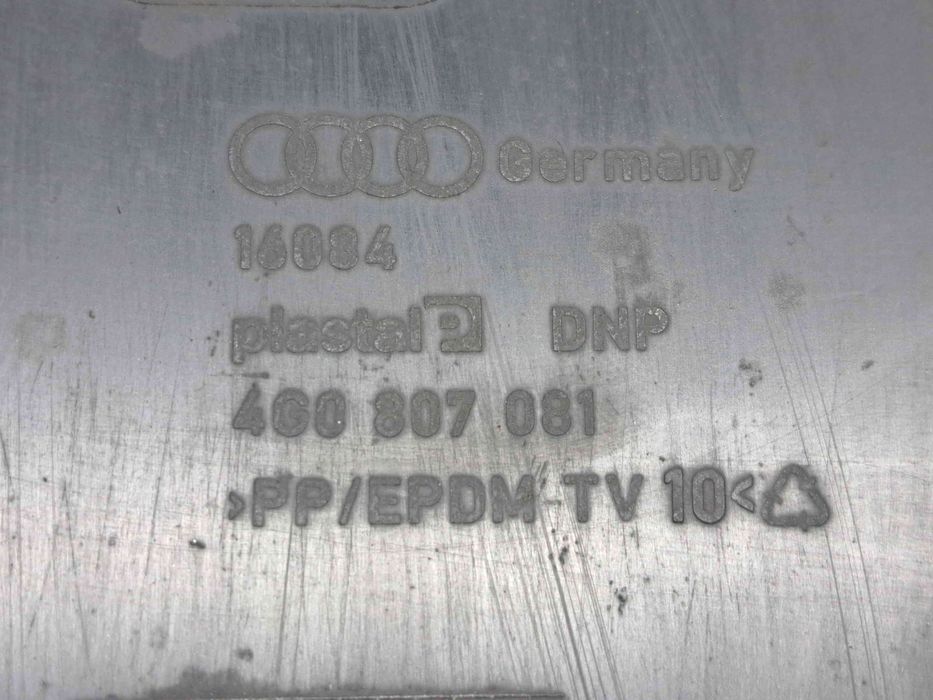 Germany
16084
plastal P DNP
4G0 807 081
>PP/EPDM-TV 10<